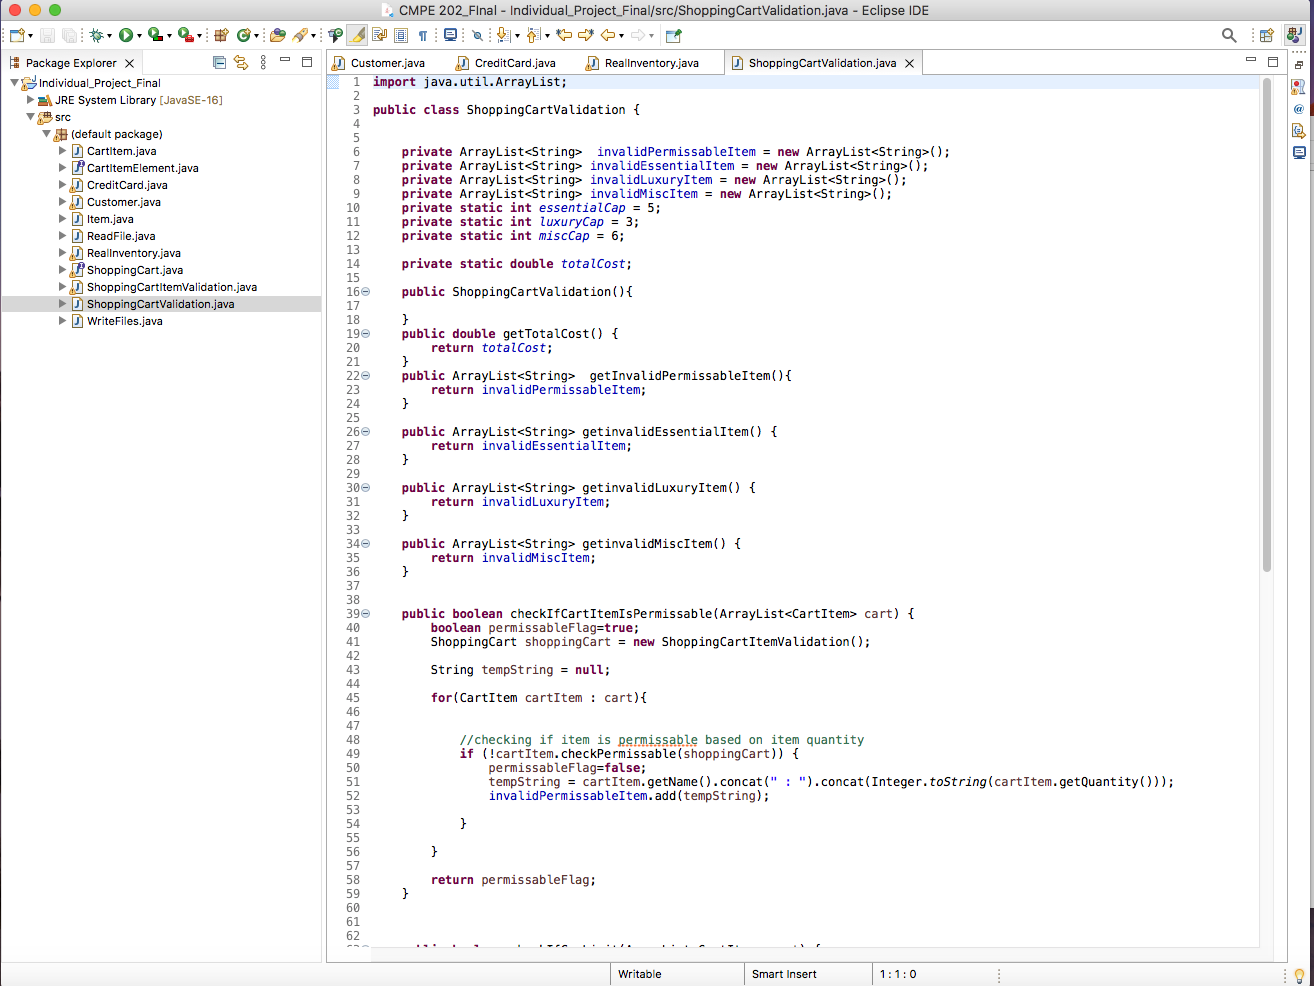 CMPE 202_FInal - Individual_Project_Final/src/ShoppingCartValidation.java - Eclipse IDE
Package Explorer
Individual_Project_Final
JRE System Library [JavaSE-16]
src
(default package)
CartItem.java
CartItemElement.java
CreditCard.java
Customer.java
Item.java
ReadFile.java
RealInventory.java
ShoppingCart.java
ShoppingCartItemValidation.java
ShoppingCartValidation.java
WriteFiles.java
Customer.java CreditCard.java RealInventory.java ShoppingCartValidation.java
1 import java.util.ArrayList;
2
3 public class ShoppingCartValidation {
4
5
6 private ArrayList<String>  invalidPermissableItem = new ArrayList<String>();
7 private ArrayList<String> invalidEssentialItem = new ArrayList<String>();
8 private ArrayList<String> invalidLuxuryItem = new ArrayList<String>();
9 private ArrayList<String> invalidMiscItem = new ArrayList<String>();
10 private static int essentialCap = 5;
11 private static int luxuryCap = 3;
12 private static int miscCap = 6;
13
14 private static double totalCost;
15
16 public ShoppingCartValidation(){
17
18 }
19 public double getTotalCost() {
20 return totalCost;
21 }
22 public ArrayList<String>  getInvalidPermissableItem(){
23 return invalidPermissableItem;
24 }
25
26 public ArrayList<String> getinvalidEssentialItem() {
27 return invalidEssentialItem;
28 }
29
30 public ArrayList<String> getinvalidLuxuryItem() {
31 return invalidLuxuryItem;
32 }
33
34 public ArrayList<String> getinvalidMiscItem() {
35 return invalidMiscItem;
36 }
37
38
39 public boolean checkIfCartItemIsPermissable(ArrayList<CartItem> cart) {
40 boolean permissableFlag=true;
41 ShoppingCart shoppingCart = new ShoppingCartItemValidation();
42
43 String tempString = null;
44
45 for(CartItem cartItem : cart){
46
47
48 //checking if item is permissable based on item quantity
49 if (!cartItem.checkPermissable(shoppingCart)) {
50 permissableFlag=false;
51 tempString = cartItem.getName().concat(" : ").concat(Integer.toString(cartItem.getQuantity()));
52 invalidPermissableItem.add(tempString);
53
54 }
55
56 }
57
58 return permissableFlag;
59 }
60
61
62
Writable Smart Insert 1 : 1 : 0